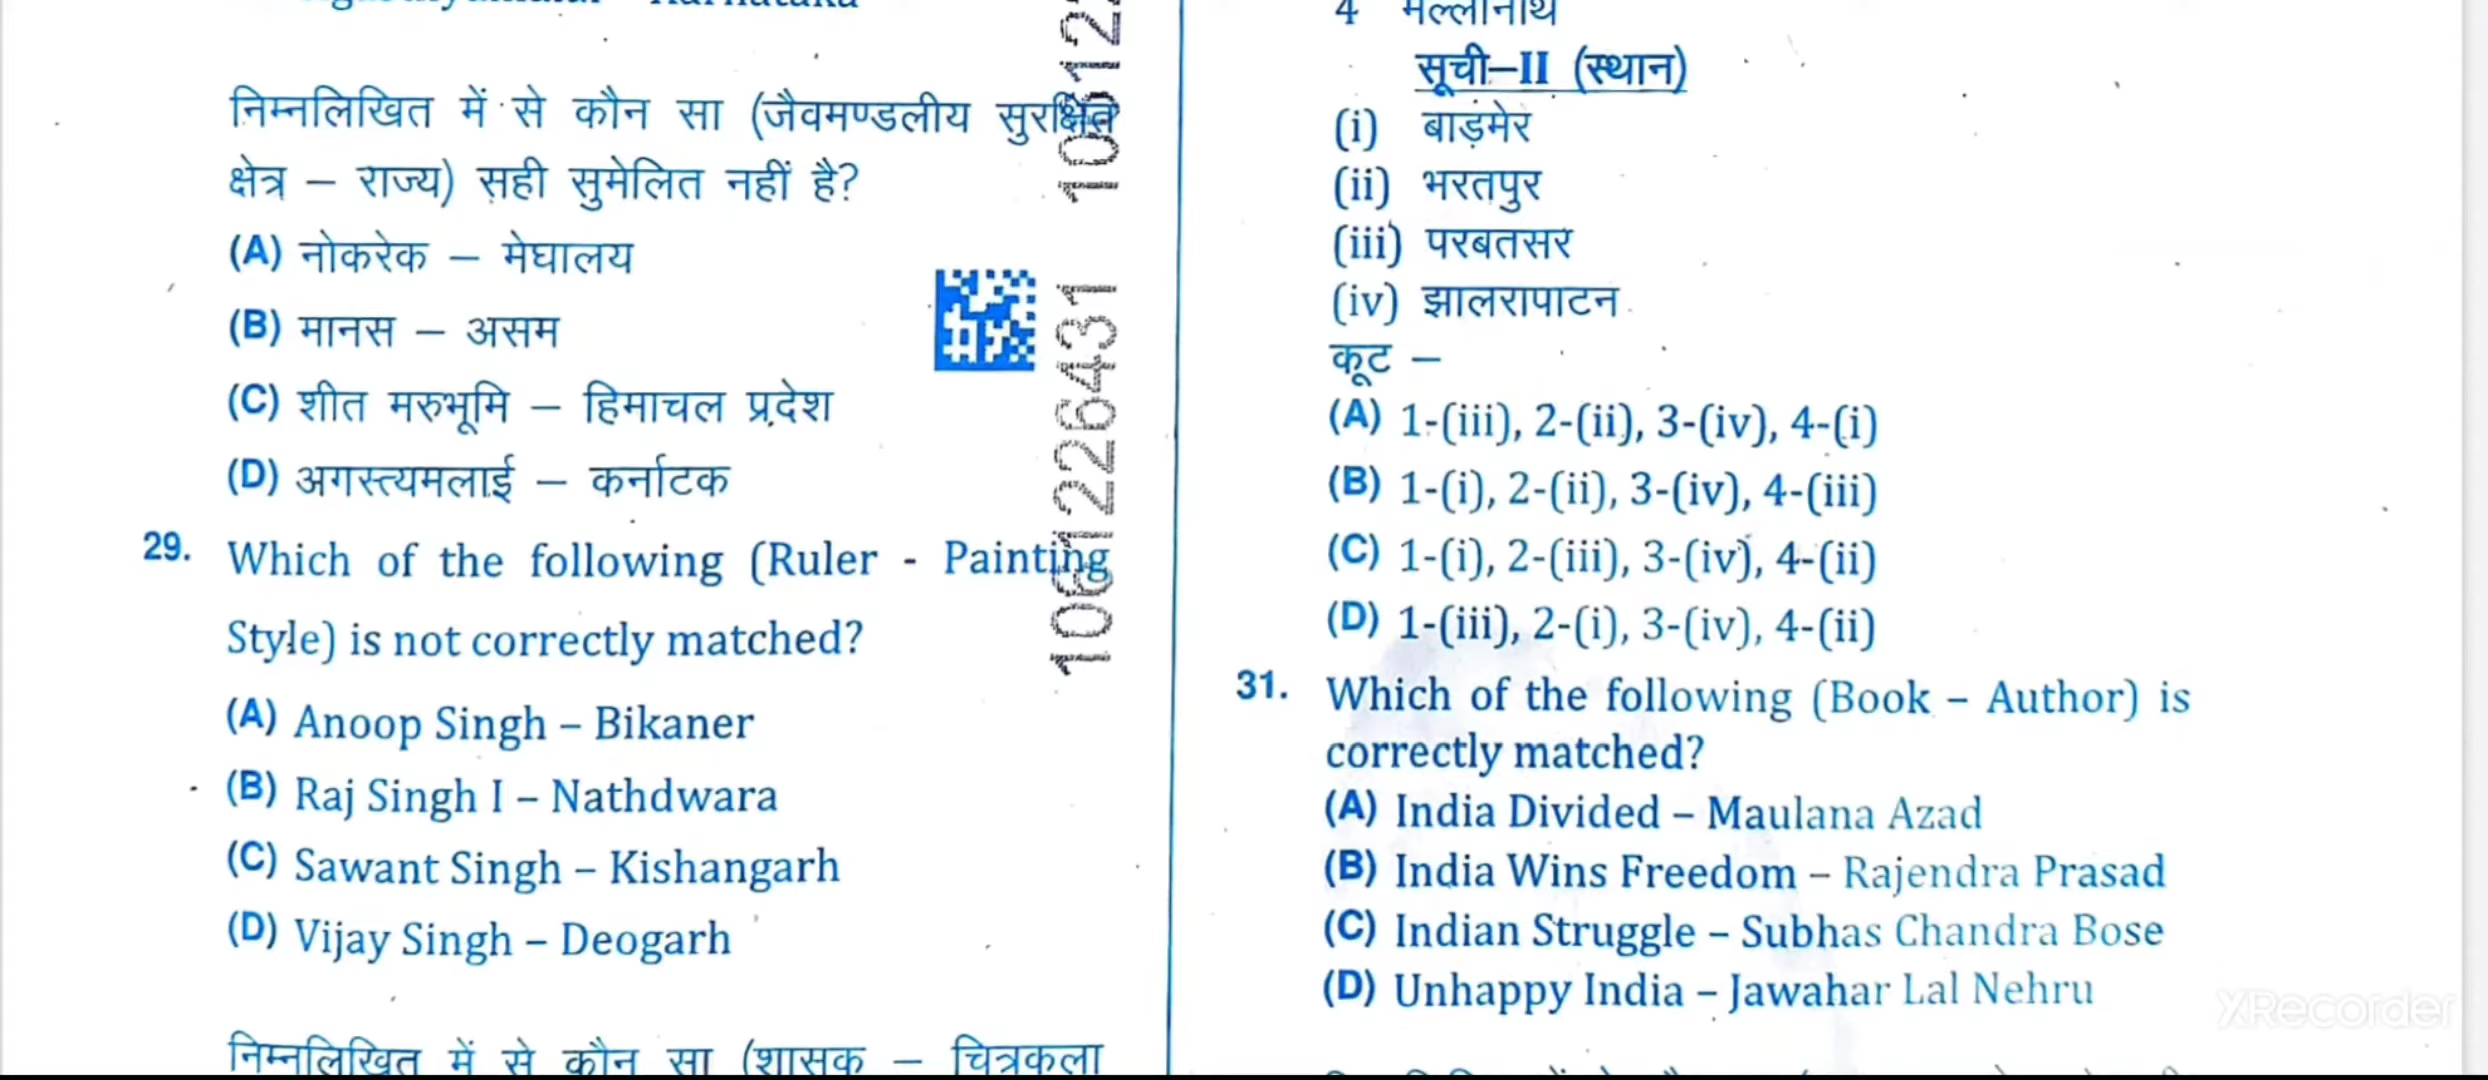 निम्नलिखित में से कौन सा (जैवमण्डलीय सुरक्षित
क्षेत्र – राज्य) सही सुमेलित नहीं है?
(A) नोकरेक – मेघालय
(B) मानस – असम
(C) शीत मरुभूमि – हिमाचल प्रदेश
(D) अगस्त्यमलाई – कर्नाटक
29. Which of the following (Ruler - Painting
Style) is not correctly matched?
(A) Anoop Singh – Bikaner
(B) Raj Singh I – Nathdwara
(C) Sawant Singh – Kishangarh
(D) Vijay Singh – Deogarh
निम्नलिखित में से कौन सा (शासक – चित्रकला
1061226431
4 मल्लीनाथ
सूची–II (स्थान)
(i) बाड़मेर
(ii) भरतपुर
(iii) परबतसर
(iv) झालरापाटन
कूट –
(A) 1-(iii), 2-(ii), 3-(iv), 4-(i)
(B) 1-(i), 2-(ii), 3-(iv), 4-(iii)
(C) 1-(i), 2-(iii), 3-(iv), 4-(ii)
(D) 1-(iii), 2-(i), 3-(iv), 4-(ii)
31. Which of the following (Book – Author) is
correctly matched?
(A) India Divided – Maulana Azad
(B) India Wins Freedom – Rajendra Prasad
(C) Indian Struggle – Subhas Chandra Bose
(D) Unhappy India – Jawahar Lal Nehru
XRecorder